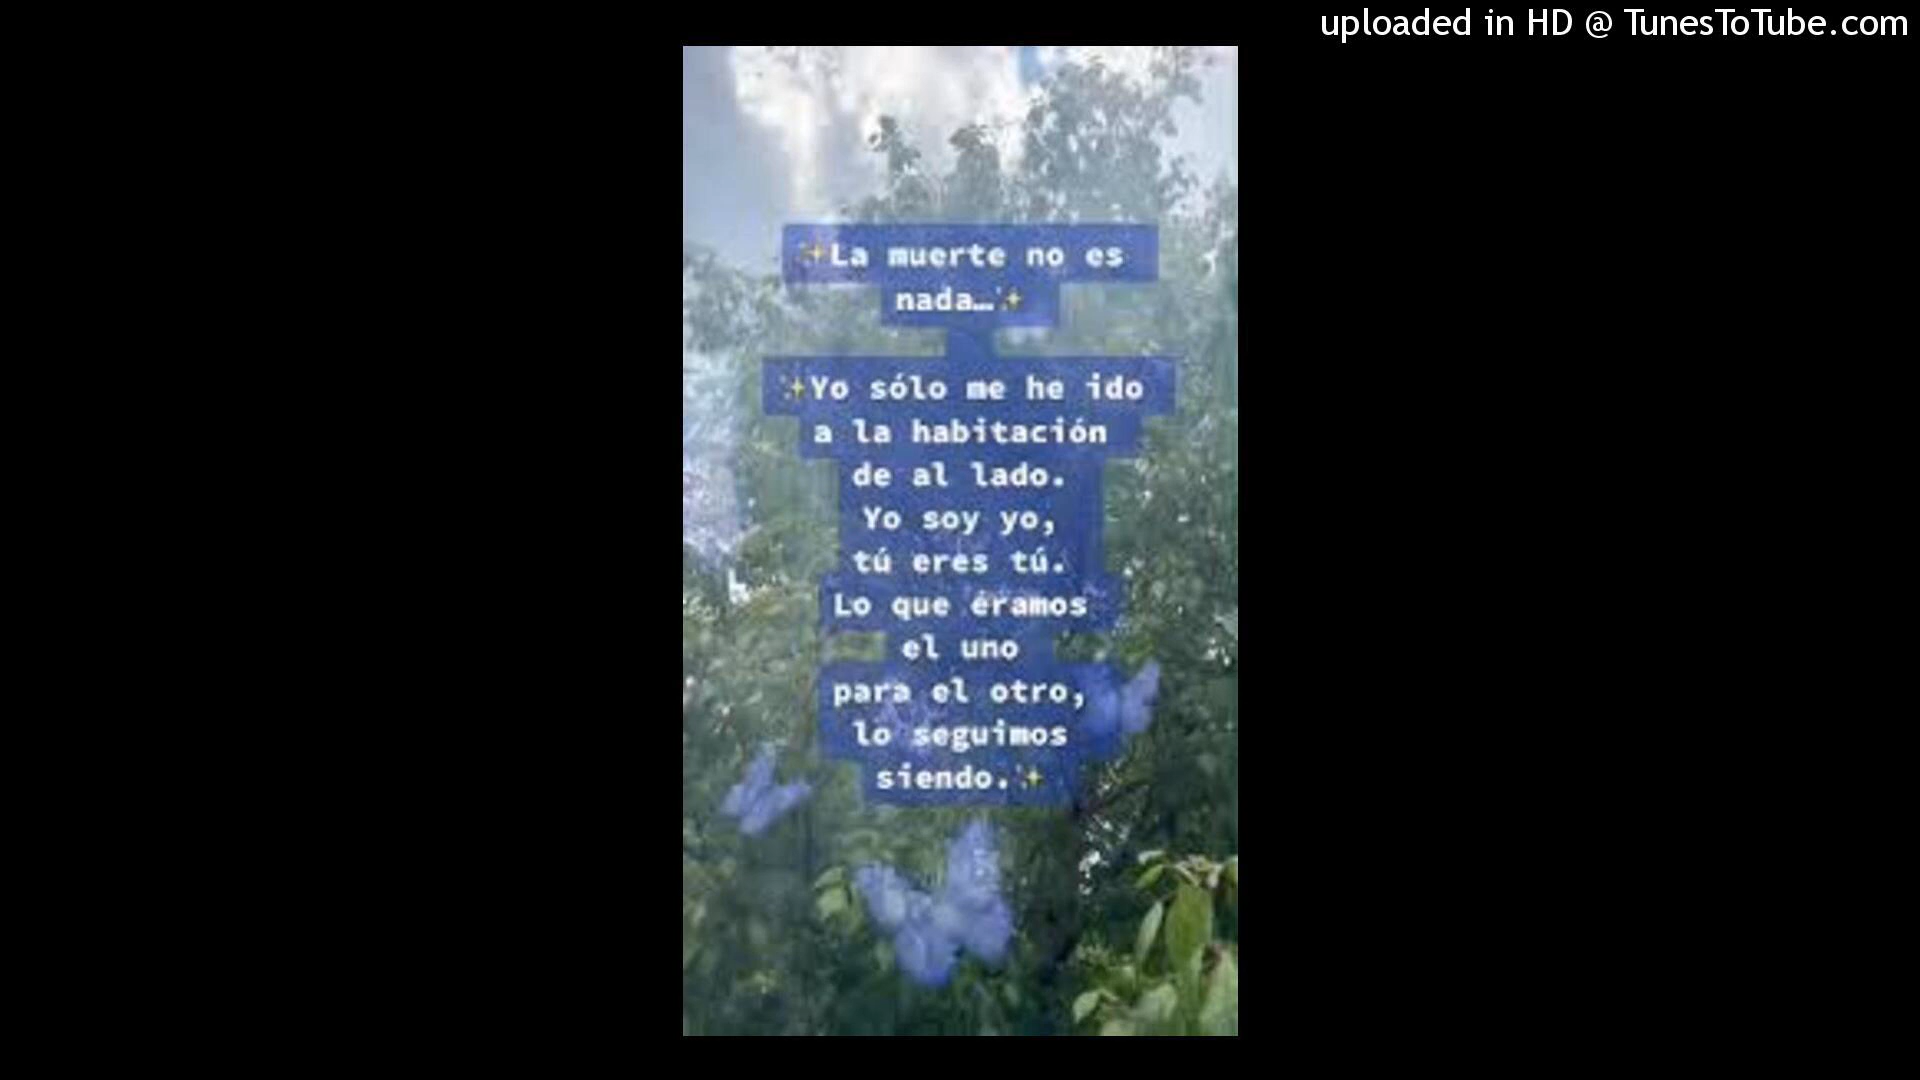 uploaded in HD @ TunesToTube.com
✨La muerte no es
nada…✨
✨Yo sólo me he ido
a la habitación
de al lado.
Yo soy yo,
tú eres tú.
Lo que éramos
el uno
para el otro,
lo seguimos
siendo.✨